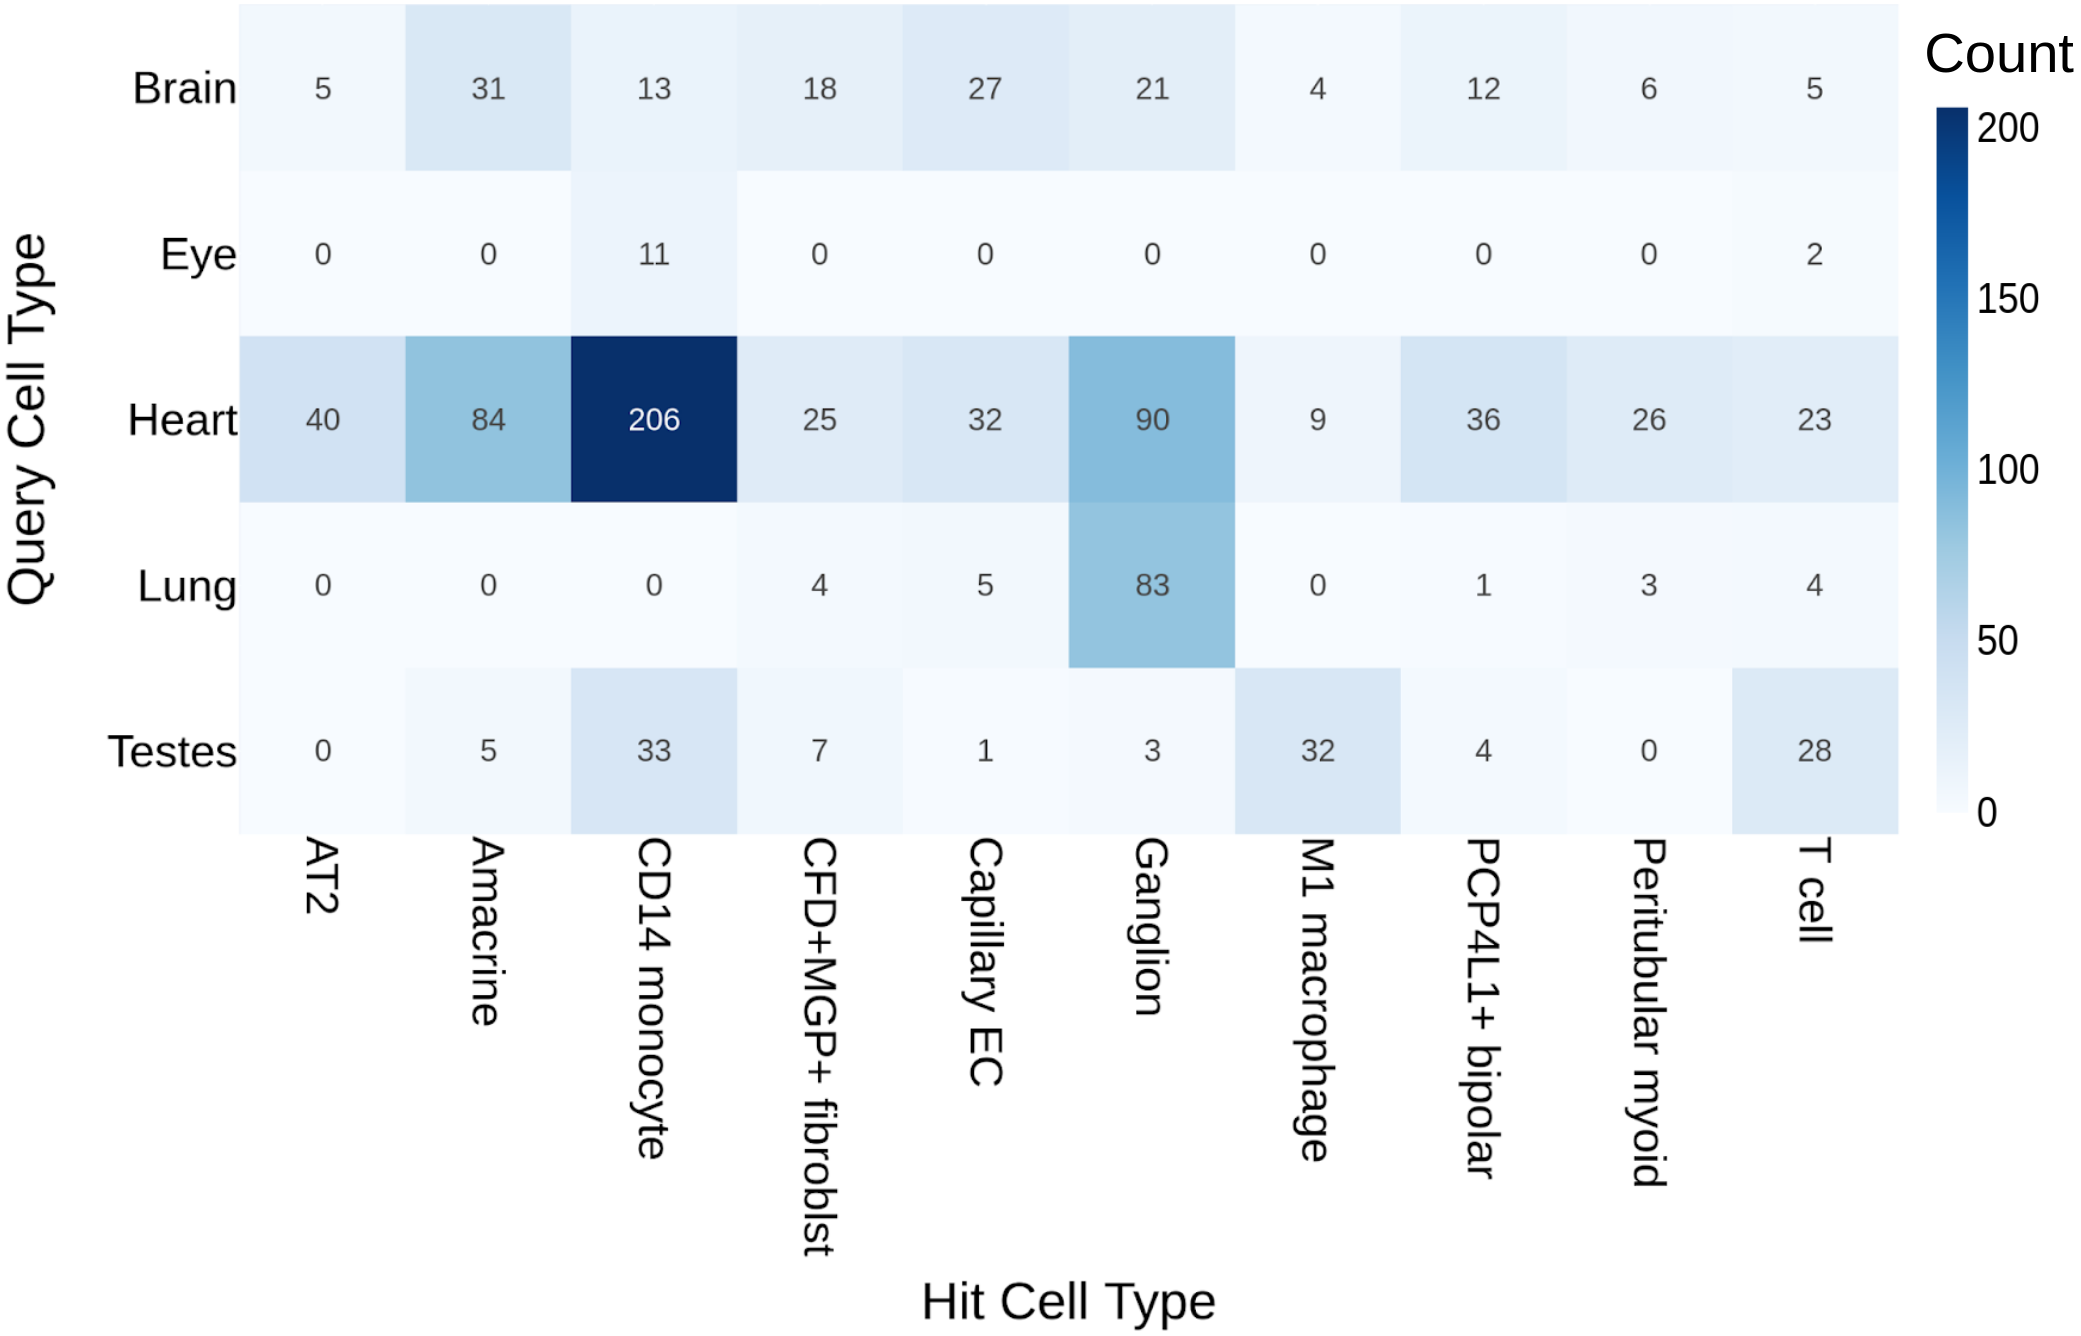 Count
Brain 5 31 13 18 27 21 4 12 6 5
Eye 0 0 11 0 0 0 0 0 0 2
Heart 40 84 206 25 32 90 9 36 26 23
Lung 0 0 0 4 5 83 0 1 3 4
Testes 0 5 33 7 1 3 32 4 0 28
200
150
100
50
0
Query Cell Type
AT2
Amacrine
CD14 monocyte
CFD+MGP+ fibroblst
Capillary EC
Ganglion
M1 macrophage
PCP4L1+ bipolar
Peritubular myoid
T cell
Hit Cell Type